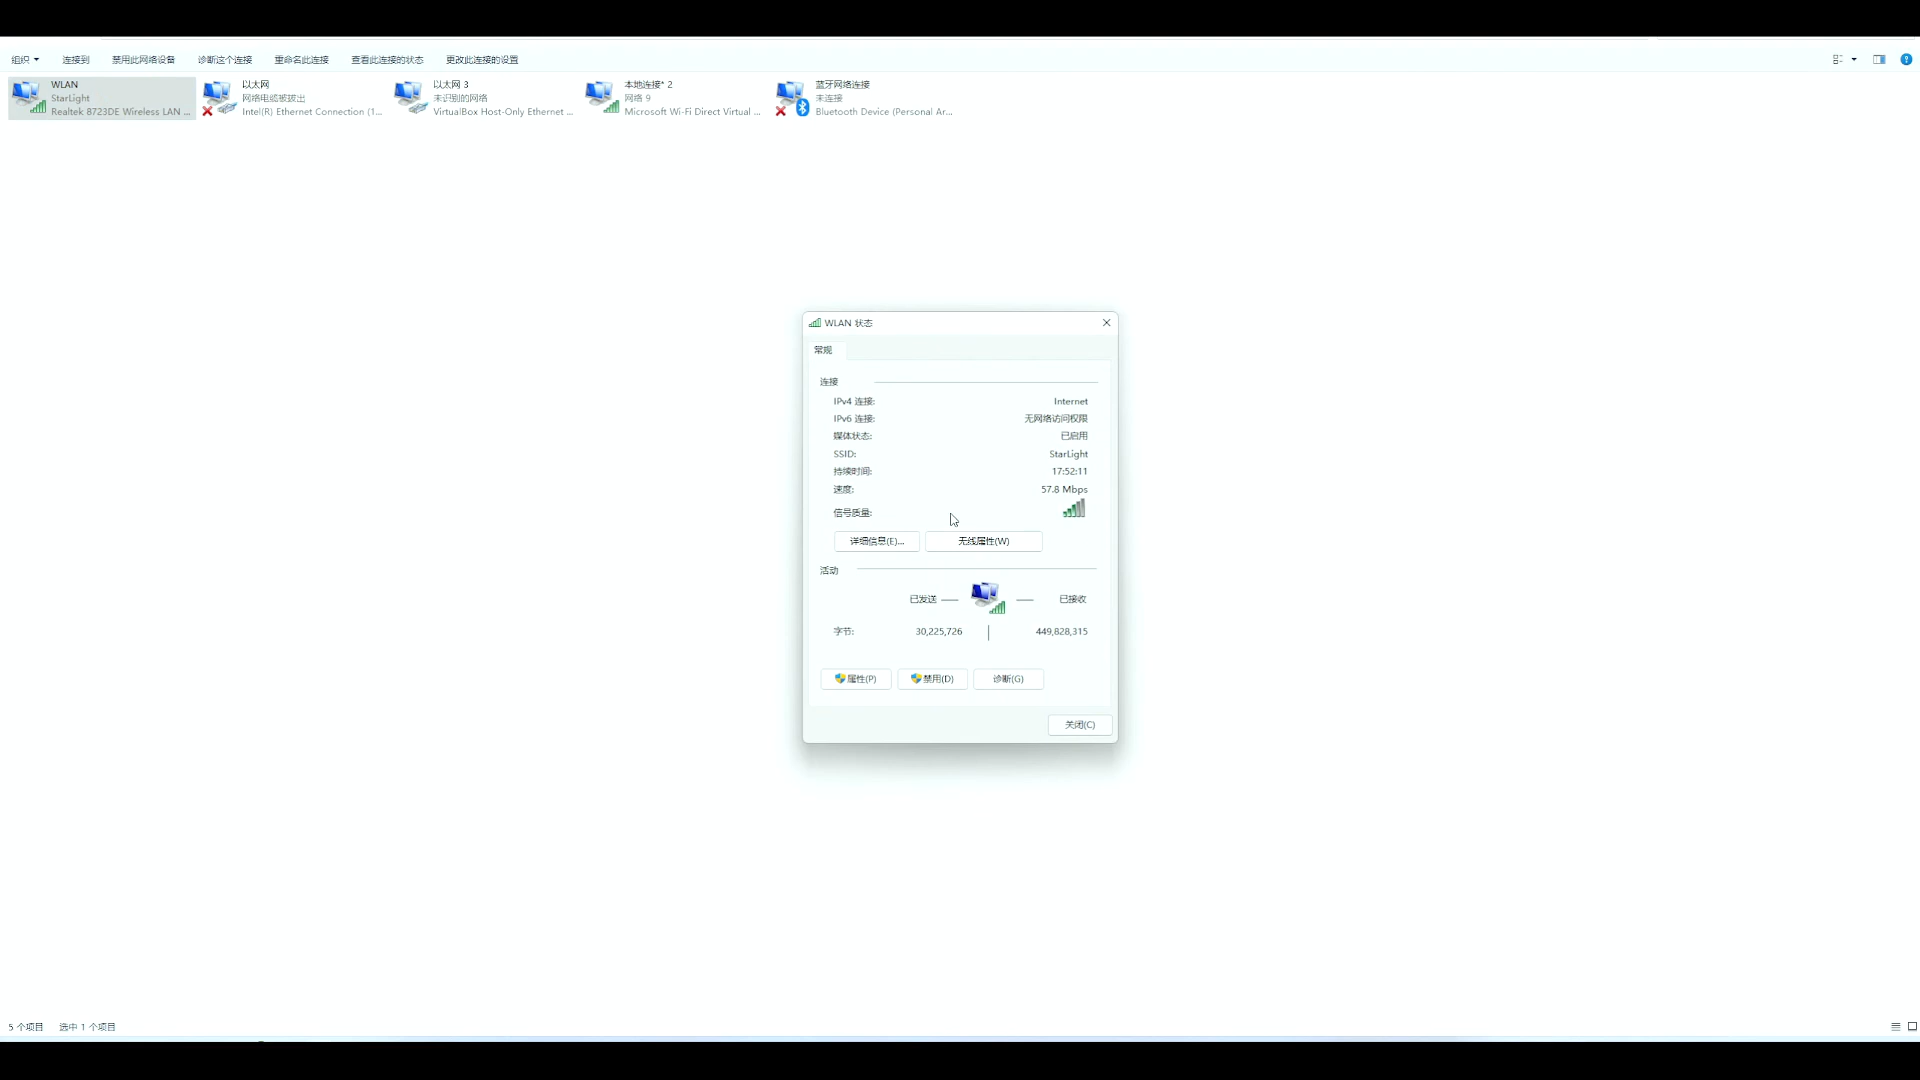 组织
连接到
禁用此网络设备
诊断这个连接
重命名此连接
查看此连接的状态
更改此连接的设置
WLAN
StarLight
Realtek 8723DE Wireless LAN ...
以太网
网络电缆被拔出
Intel(R) Ethernet Connection (1...
以太网 3
未识别的网络
VirtualBox Host-Only Ethernet ...
本地连接* 2
网络 9
Microsoft Wi-Fi Direct Virtual ...
蓝牙网络连接
未连接
Bluetooth Device (Personal Ar...
WLAN 状态
常规
连接
IPv4 连接: Internet
IPv6 连接: 无网络访问权限
媒体状态: 已启用
SSID: StarLight
持续时间: 17:52:11
速度: 57.8 Mbps
信号质量:
详细信息(E)... 无线属性(W)
活动
已发送 — — 已接收
字节: 30,225,726 449,828,315
属性(P) 禁用(D) 诊断(G)
关闭(C)
5 个项目 选中 1 个项目